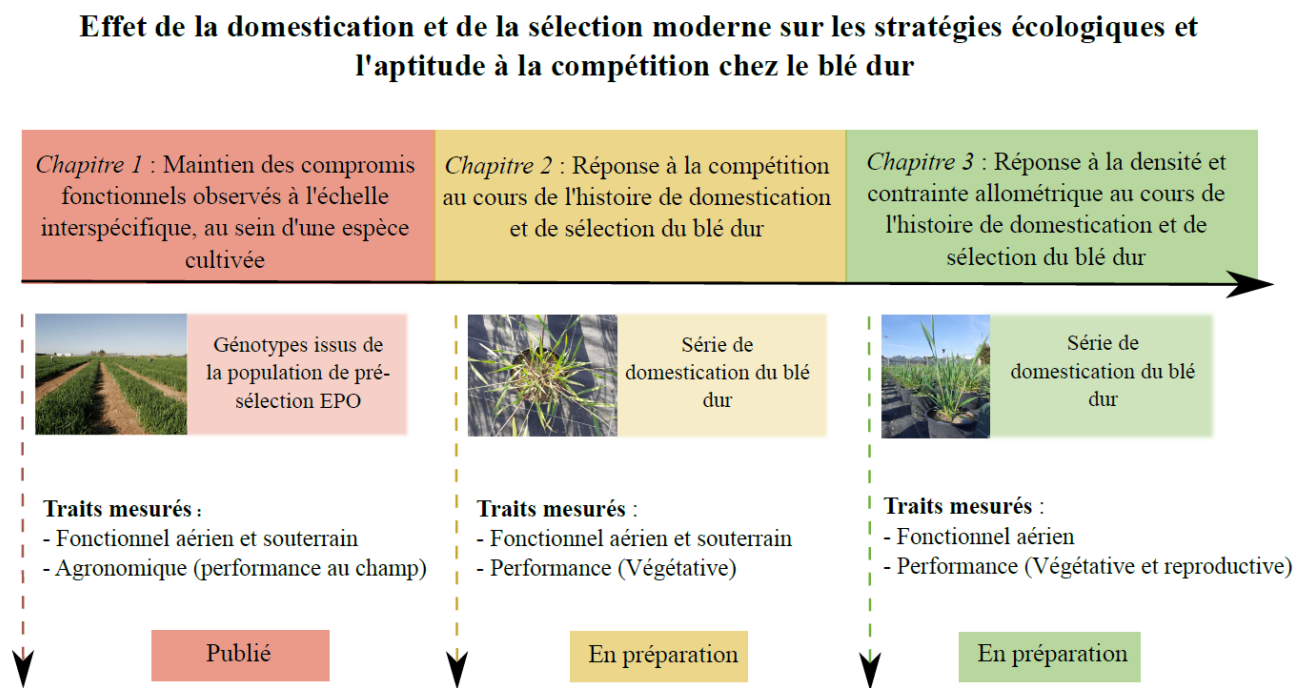 Effet de la domestication et de la sélection moderne sur les stratégies écologiques et
l'aptitude à la compétition chez le blé dur
Chapitre 1 : Maintien des compromis
fonctionnels observés à l'échelle
interspécifique, au sein d'une espèce
cultivée
Chapitre 2 : Réponse à la compétition
au cours de l'histoire de domestication
et de sélection du blé dur
Chapitre 3 : Réponse à la densité et
contrainte allométrique au cours de
l'histoire de domestication et de
sélection du blé dur
Génotypes issus de
la population de pré-
sélection EPO
Série de
domestication du blé
dur
Série de
domestication du blé
dur
Traits mesurés :
- Fonctionnel aérien et souterrain
- Agronomique (performance au champ)
Traits mesurés :
- Fonctionnel aérien et souterrain
- Performance (Végétative)
Traits mesurés :
- Fonctionnel aérien
- Performance (Végétative et reproductive)
Publié
En préparation
En préparation